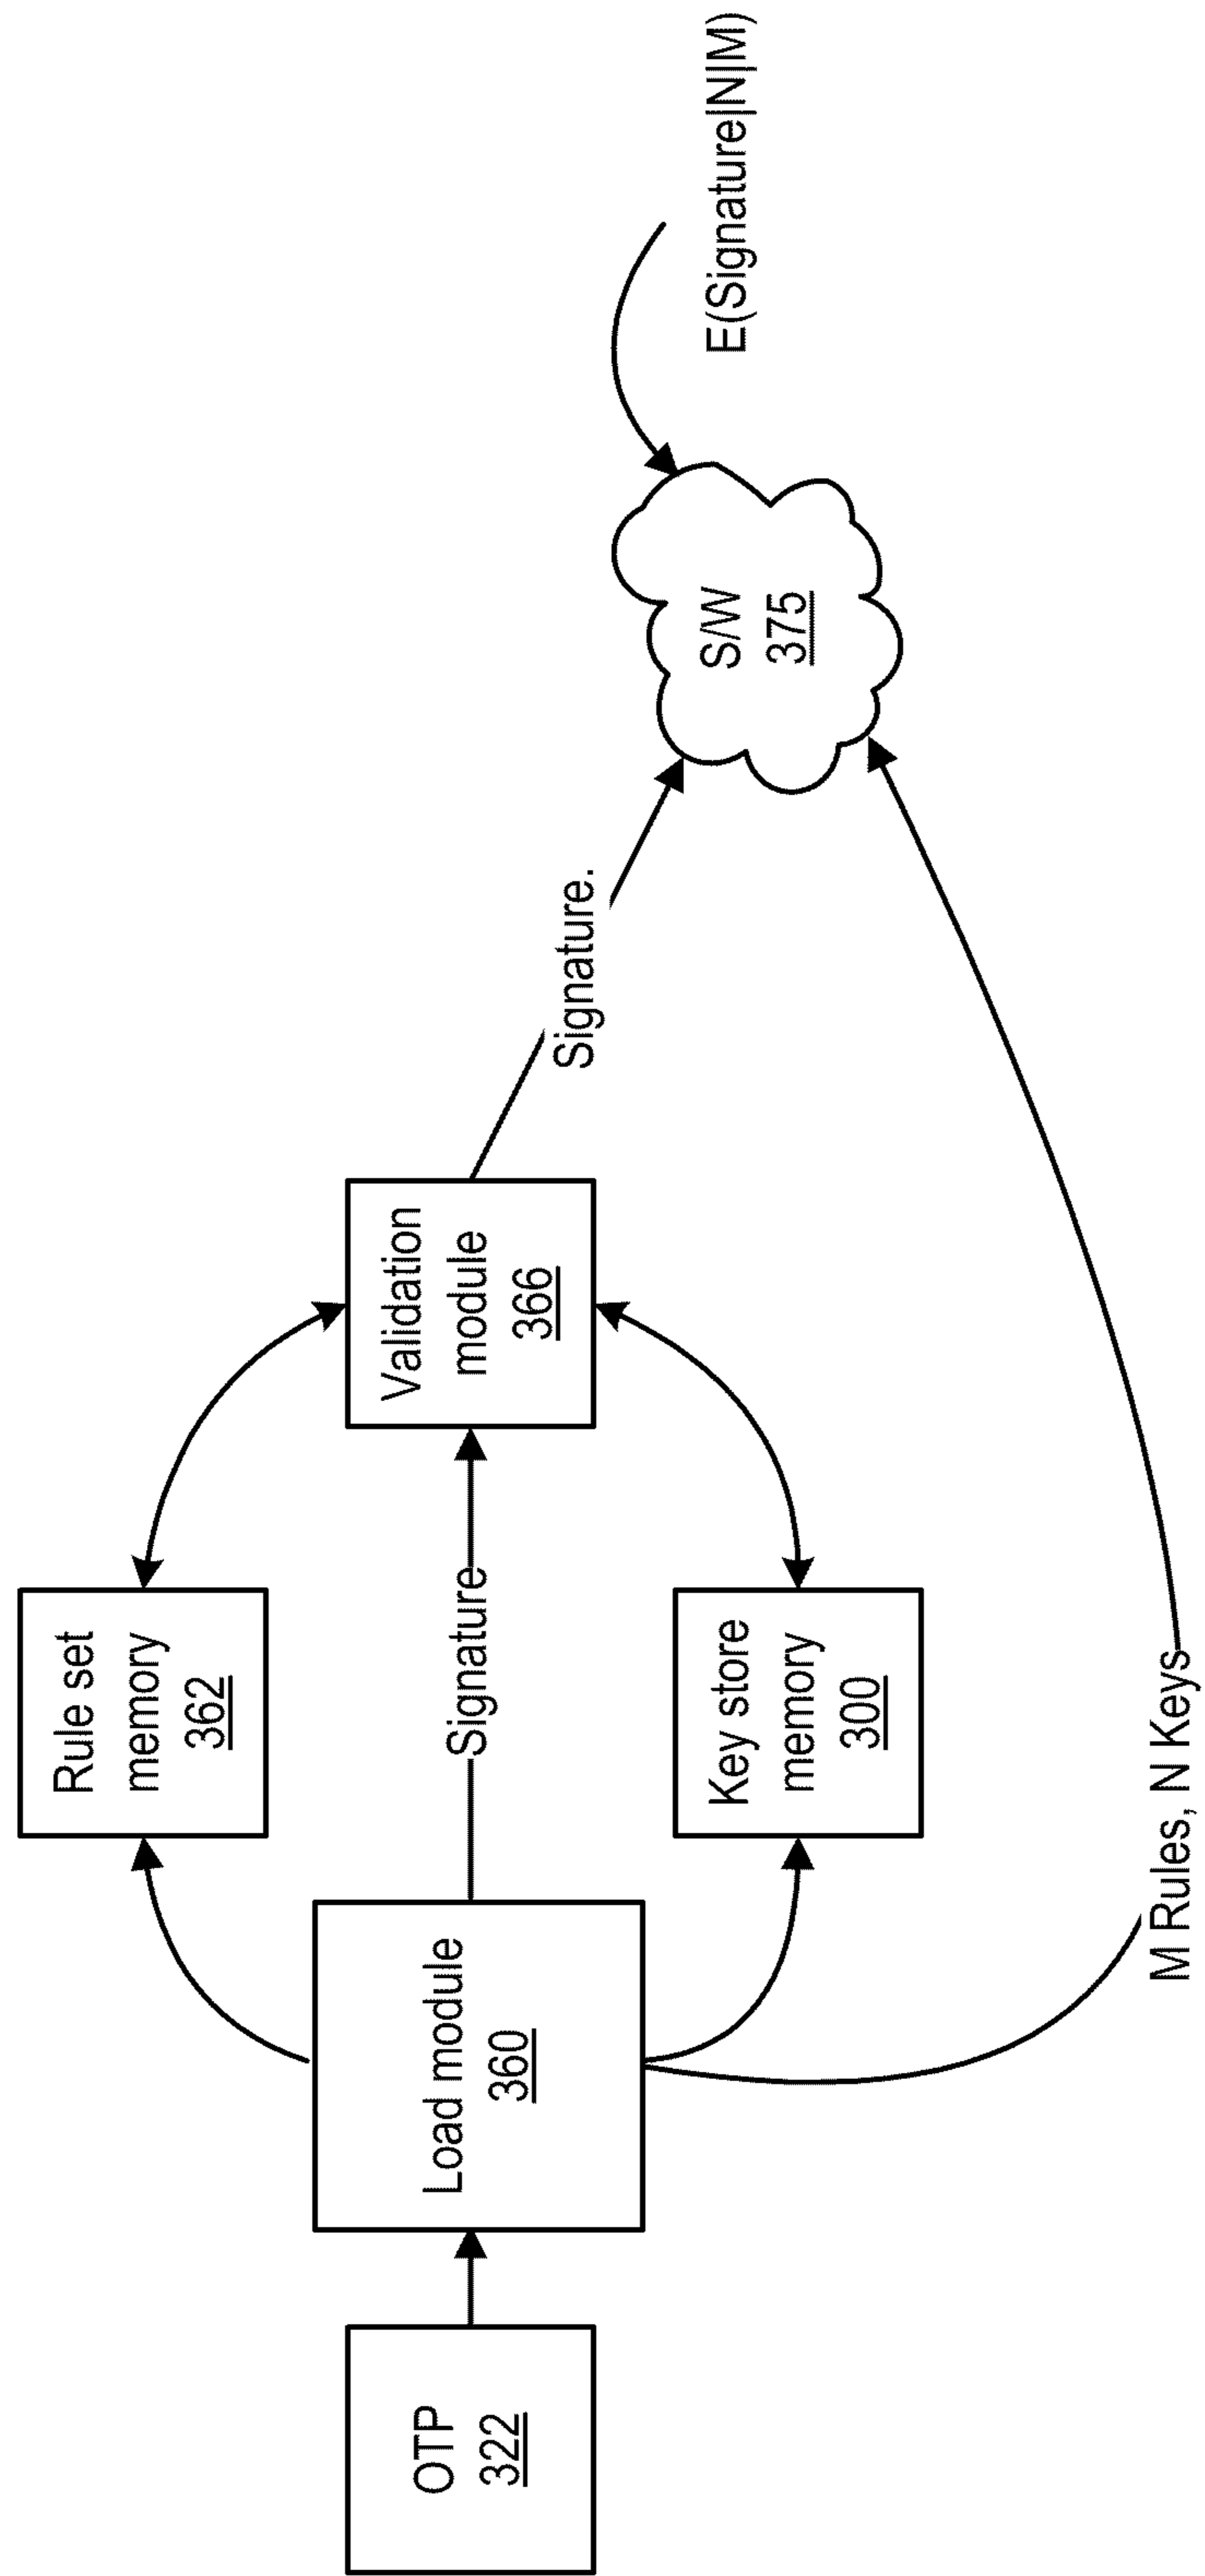 OTP
322
Load module
360
Rule set
memory
362
Signature
Key store
memory
300
Validation
module
366
Signature.
S/W
375
E(Signature|N|M)
M Rules, N Keys